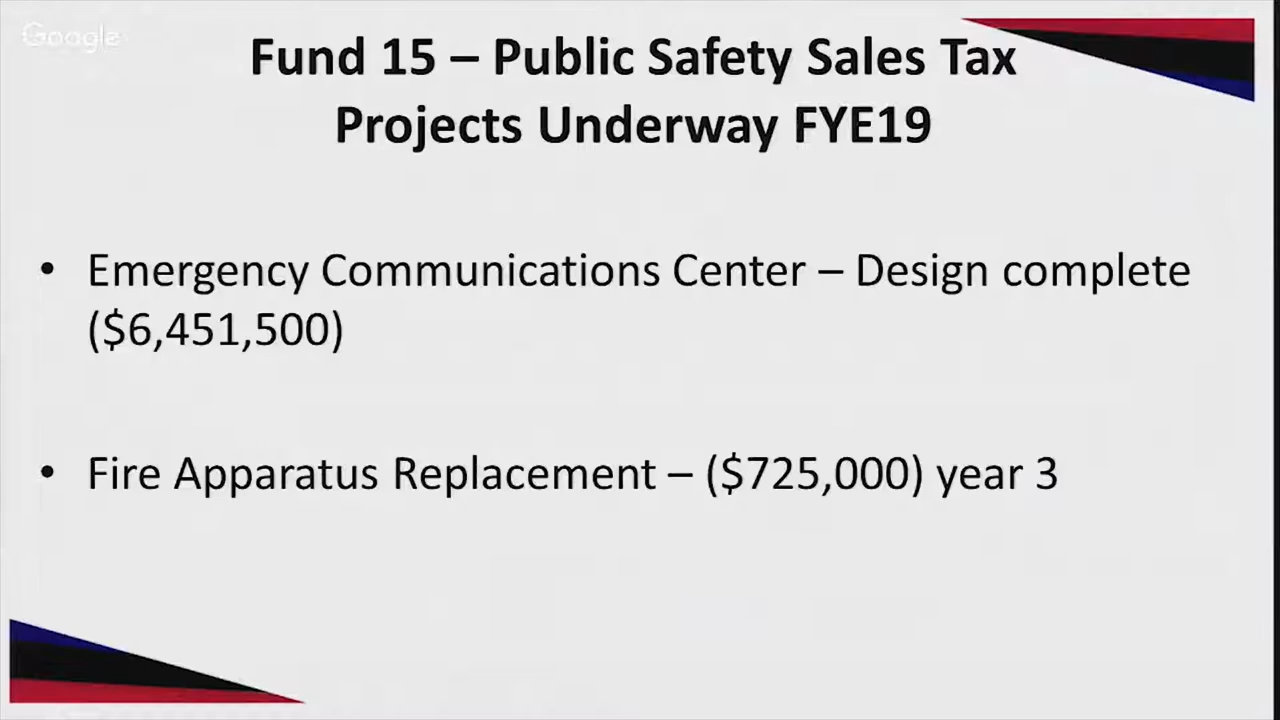 Google
Fund 15 – Public Safety Sales Tax
Projects Underway FYE19
• Emergency Communications Center – Design complete
($6,451,500)
• Fire Apparatus Replacement – ($725,000) year 3